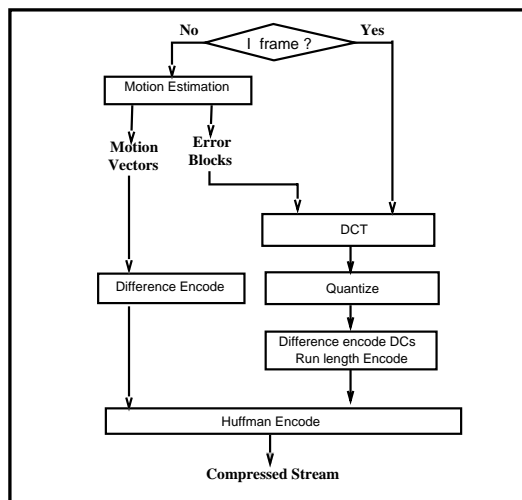 No
I frame ?
Yes
Motion Estimation
Motion
Vectors
Error
Blocks
DCT
Difference Encode
Quantize
Difference encode DCs
Run length Encode
Huffman Encode
Compressed Stream